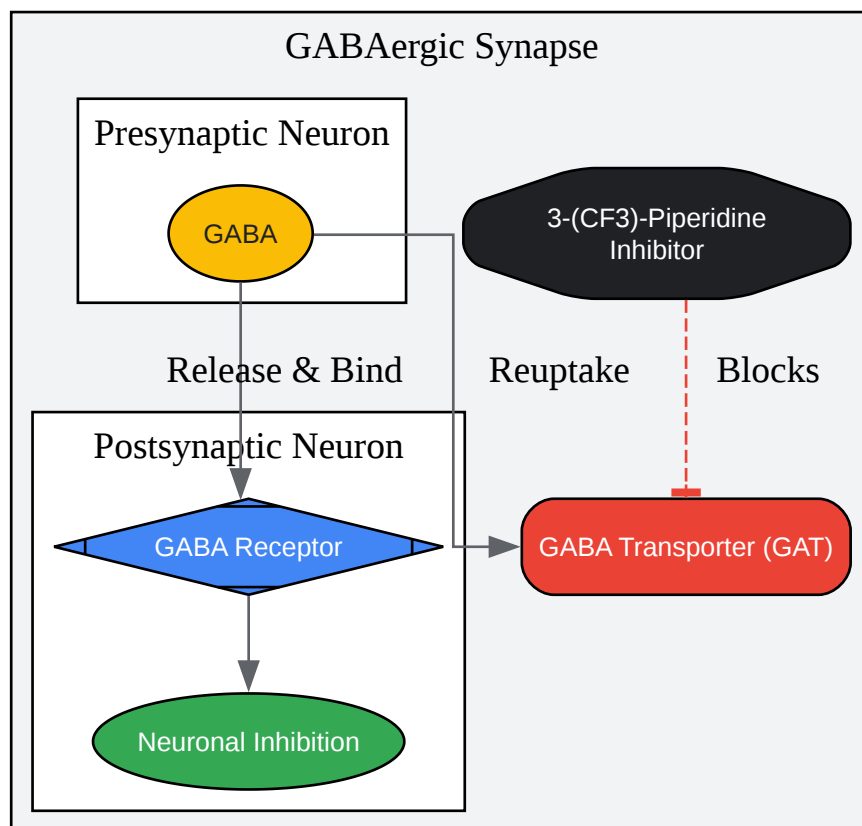 GABAergic Synapse
Presynaptic Neuron
GABA
3-(CF3)-Piperidine
Inhibitor
Release & Bind
Reuptake
Blocks
Postsynaptic Neuron
GABA Receptor
GABA Transporter (GAT)
Neuronal Inhibition